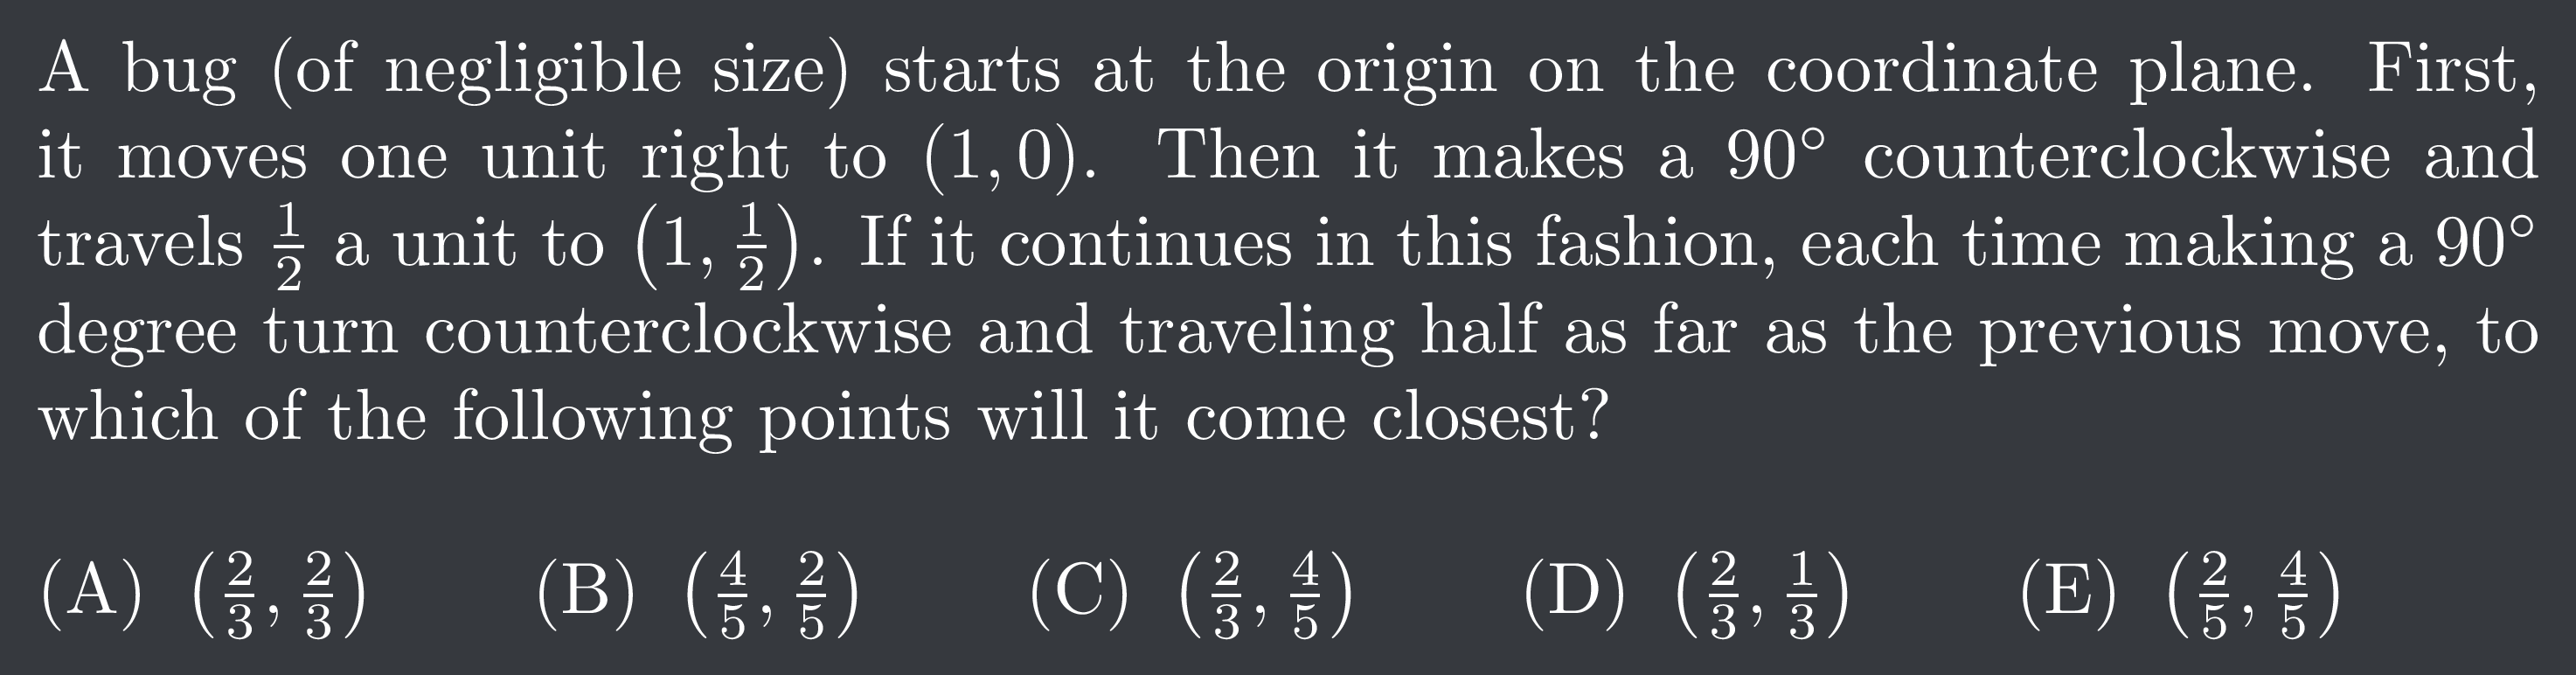 A bug (of negligible size) starts at the origin on the coordinate plane. First,
it moves one unit right to (1, 0). Then it makes a 90° counterclockwise and
travels $\frac{1}{2}$ a unit to $\left(1, \frac{1}{2}\right)$. If it continues in this fashion, each time making a 90°
degree turn counterclockwise and traveling half as far as the previous move, to
which of the following points will it come closest?
(A) $\left(\frac{2}{3}, \frac{2}{3}\right)$ (B) $\left(\frac{4}{5}, \frac{2}{5}\right)$ (C) $\left(\frac{2}{3}, \frac{4}{5}\right)$ (D) $\left(\frac{2}{3}, \frac{1}{3}\right)$ (E) $\left(\frac{2}{5}, \frac{4}{5}\right)$